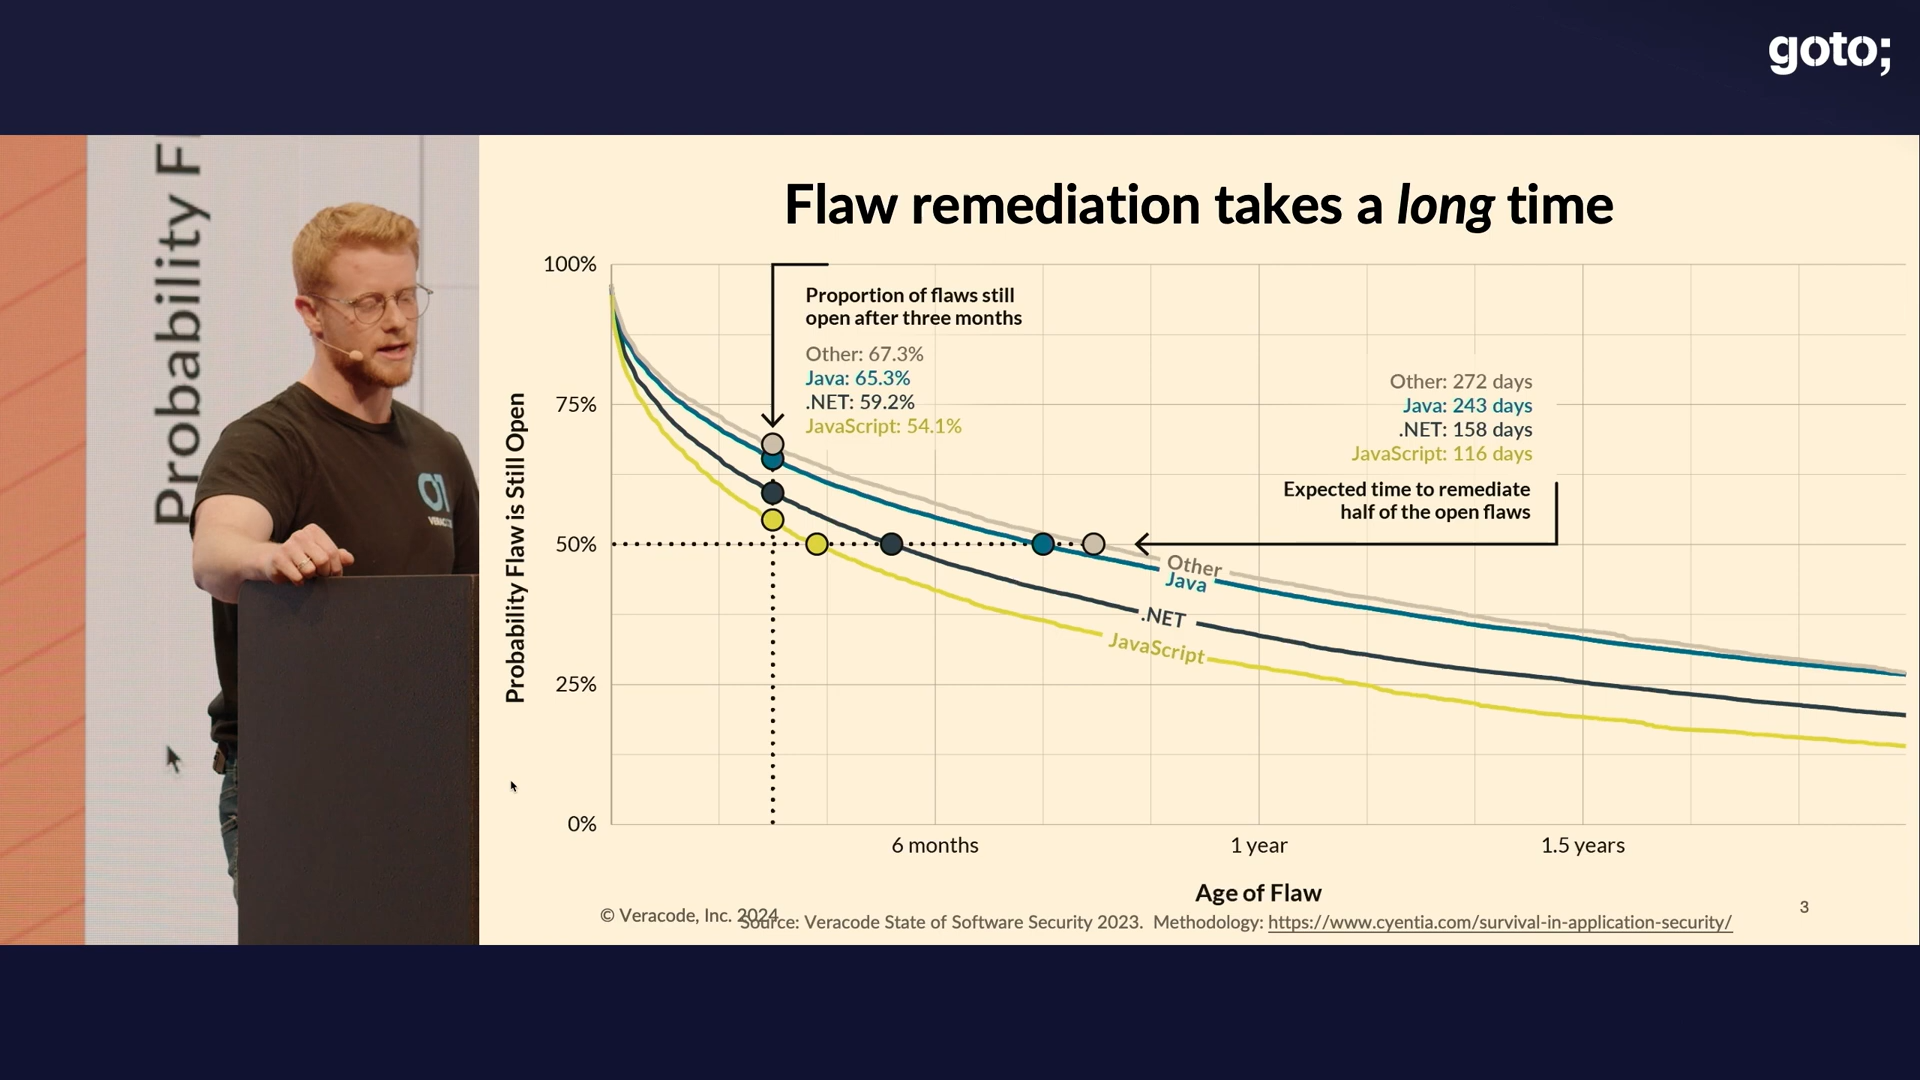 goto;
Probability F
VERAC
Flaw remediation takes a long time
100%
75%
50%
25%
0%
Probability Flaw is Still Open
Proportion of flaws still
open after three months
Other: 67.3%
Java: 65.3%
.NET: 59.2%
JavaScript: 54.1%
Other: 272 days
Java: 243 days
.NET: 158 days
JavaScript: 116 days
Expected time to remediate
half of the open flaws
Other
Java
.NET
JavaScript
6 months
1 year
1.5 years
Age of Flaw
© Veracode, Inc. 2024
Source: Veracode State of Software Security 2023. Methodology: https://www.cyentia.com/survival-in-application-security/
3